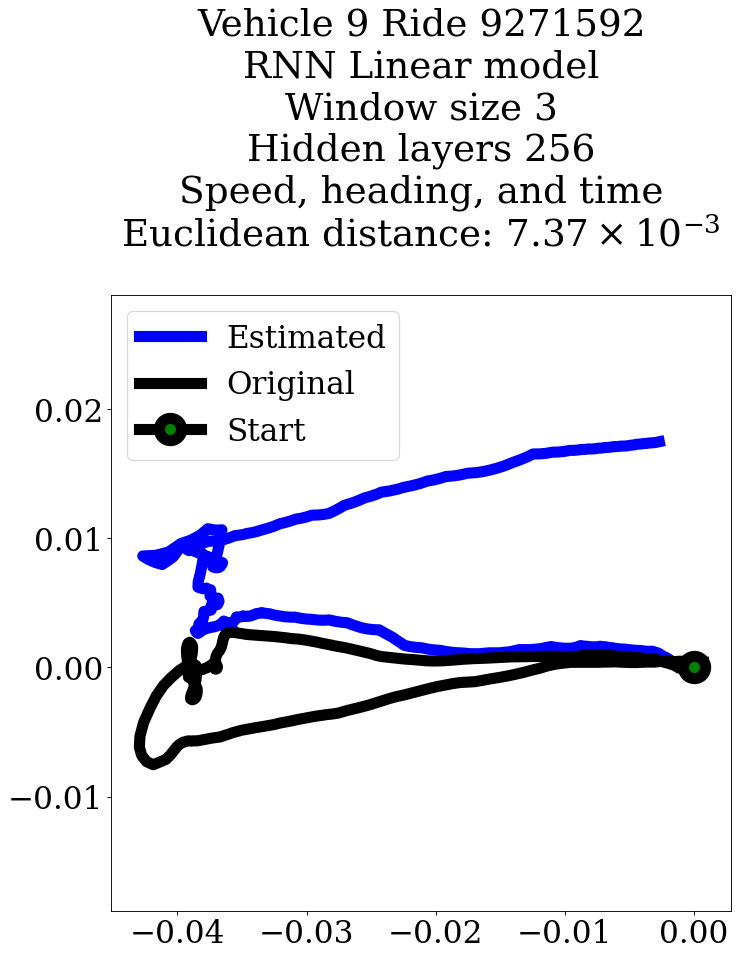 Vehicle 9 Ride 9271592
RNN Linear model
Window size 3
Hidden layers 256
Speed, heading, and time
Euclidean distance: 7.37 × 10⁻³
Estimated
Original
Start
0.02
0.01
0.00
−0.01
−0.04 −0.03 −0.02 −0.01 0.00